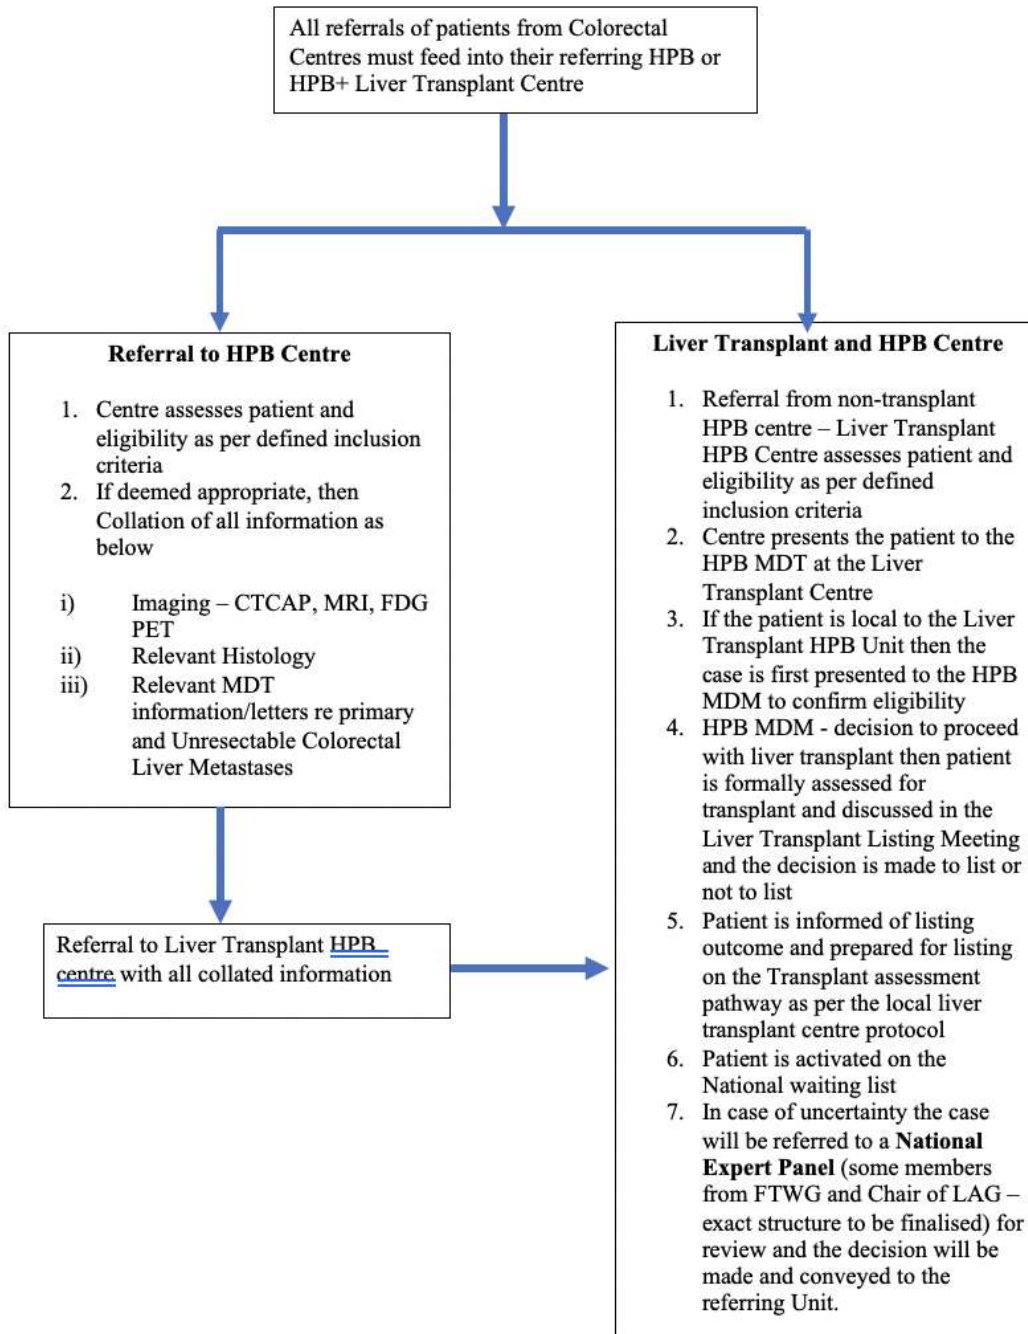 All referrals of patients from Colorectal
Centres must feed into their referring HPB or
HPB+ Liver Transplant Centre
Referral to HPB Centre
1. Centre assesses patient and
eligibility as per defined inclusion
criteria
2. If deemed appropriate, then
Collation of all information as
below
i) Imaging – CTCAP, MRI, FDG
PET
ii) Relevant Histology
iii) Relevant MDT
information/letters re primary
and Unresectable Colorectal
Liver Metastases
Referral to Liver Transplant HPB
centre with all collated information
Liver Transplant and HPB Centre
1. Referral from non-transplant
HPB centre – Liver Transplant
HPB Centre assesses patient and
eligibility as per defined
inclusion criteria
2. Centre presents the patient to the
HPB MDT at the Liver
Transplant Centre
3. If the patient is local to the Liver
Transplant HPB Unit then the
case is first presented to the HPB
MDM to confirm eligibility
4. HPB MDM - decision to proceed
with liver transplant then patient
is formally assessed for
transplant and discussed in the
Liver Transplant Listing Meeting
and the decision is made to list or
not to list
5. Patient is informed of listing
outcome and prepared for listing
on the Transplant assessment
pathway as per the local liver
transplant centre protocol
6. Patient is activated on the
National waiting list
7. In case of uncertainty the case
will be referred to a National
Expert Panel (some members
from FTWG and Chair of LAG –
exact structure to be finalised) for
review and the decision will be
made and conveyed to the
referring Unit.